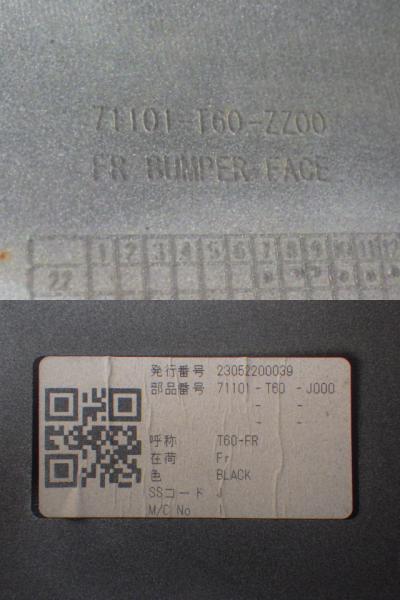 71101-T60-ZZ00
FR BUMPER FACE
1 2 3 4 5 6 7 8 9 10 11 12
22
発行番号 23052200039
部品番号 71101 - T60 - J000
- -
- -
呼称 T60-FR
在荷 Fr
色 BLACK
SSコード J
M/C No 1